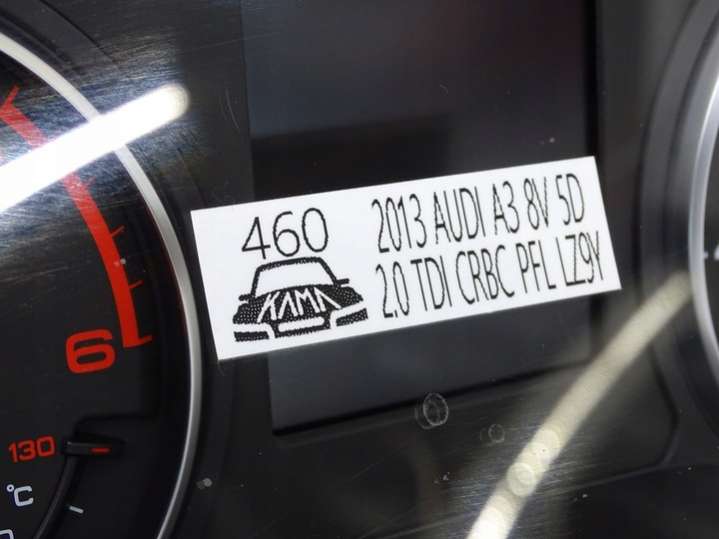 460
KAMA
2013 AUDI A3 8V 5D
2.0 TDI CRBC PFL LZ9Y
6
130
°C